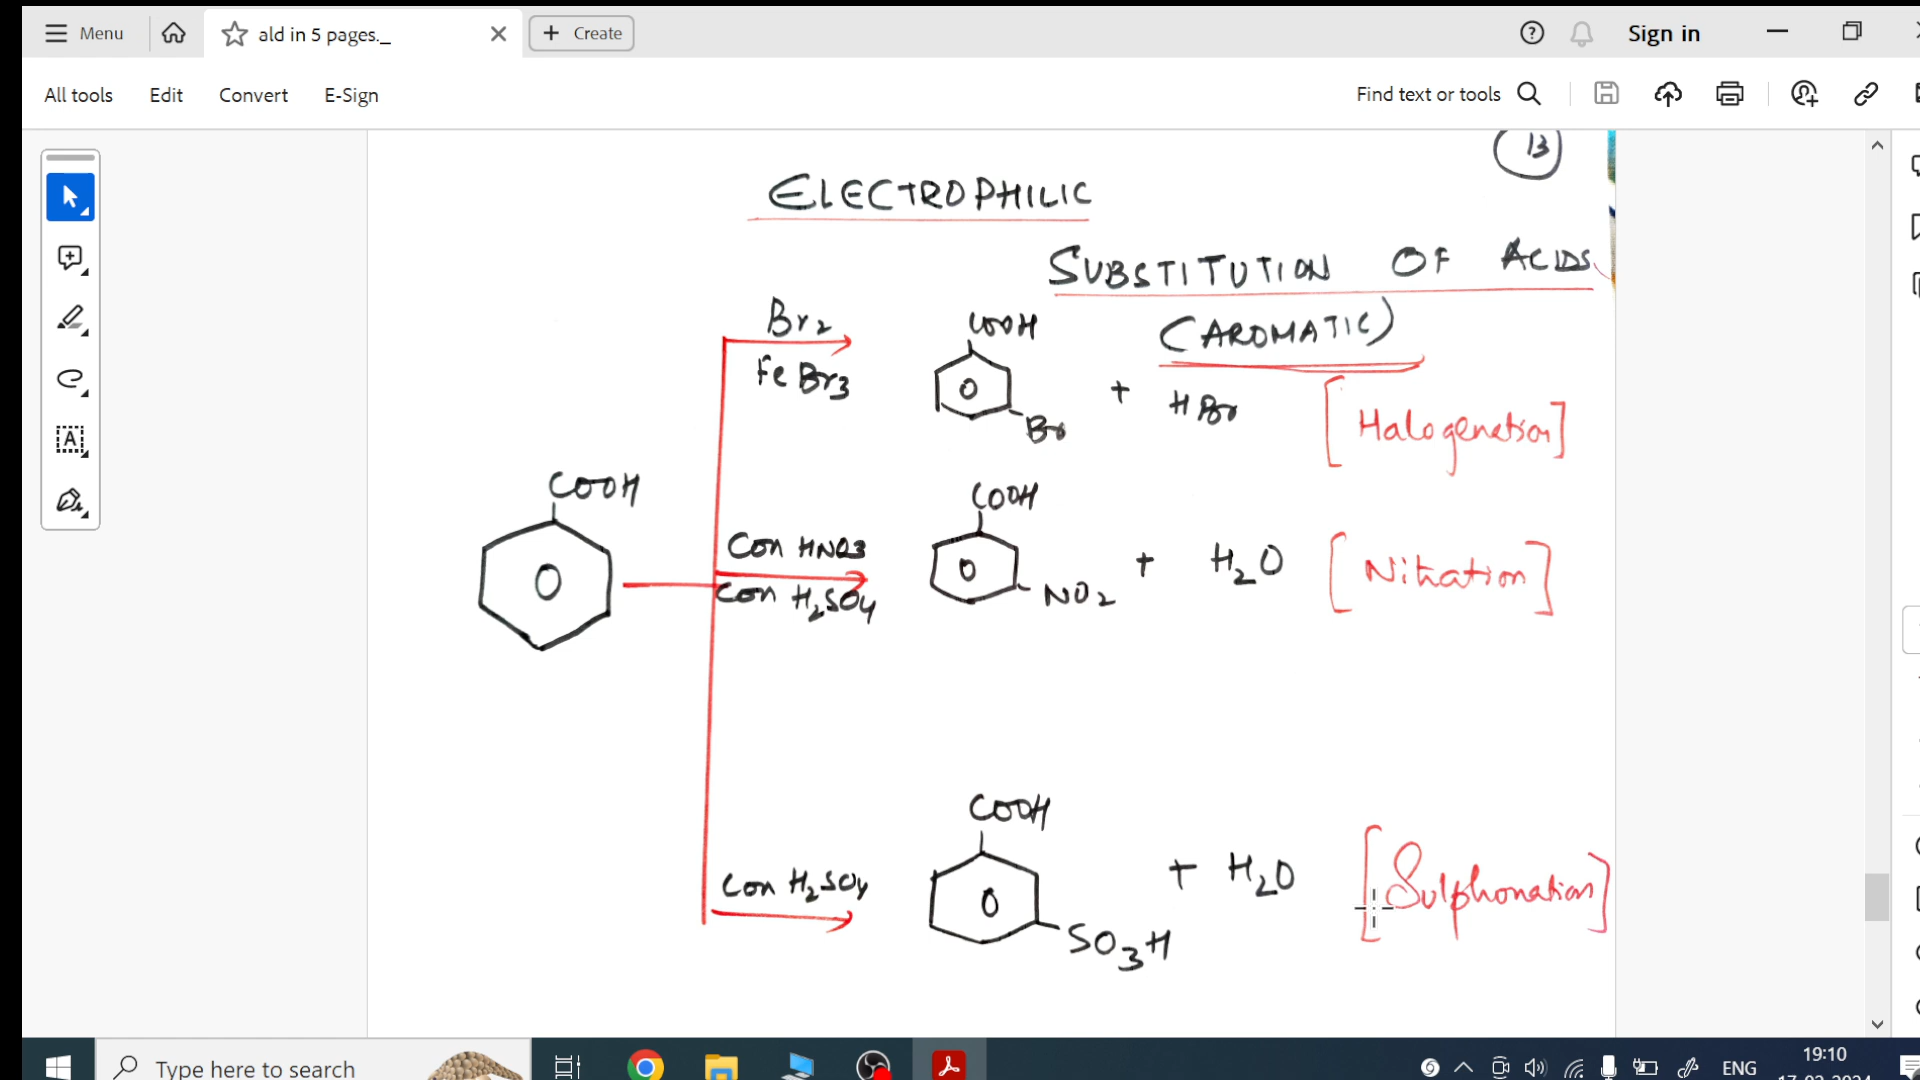 Menu
ald in 5 pages._
Create
Sign in
All tools
Edit
Convert
E-Sign
Find text or tools
13
ELECTROPHILIC
SUBSTITUTION OF ACIDS
(AROMATIC)
Br2
FeBr3
COOH
Br
+ HBr
[Halogenation]
COOH
Con HNO3
Con H2SO4
COOH
NO2
+ H2O
[Nitration]
Con H2SO4
COOH
SO3H
+ H2O
[Sulphonation]
Type here to search
ENG
19:10